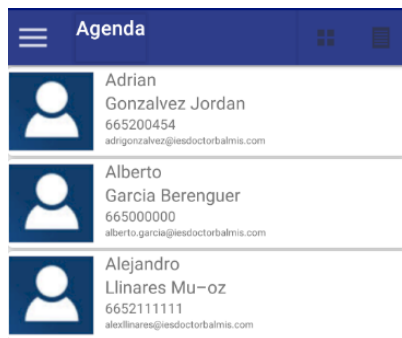 Agenda
Adrian
Gonzalvez Jordan
665200454
adrigonzalvez@iesdoctorbalmis.com
Alberto
Garcia Berenguer
665000000
alberto.garcia@iesdoctorbalmis.com
Alejandro
Llinares Mu–oz
6652111111
alexllinares@iesdoctorbalmis.com